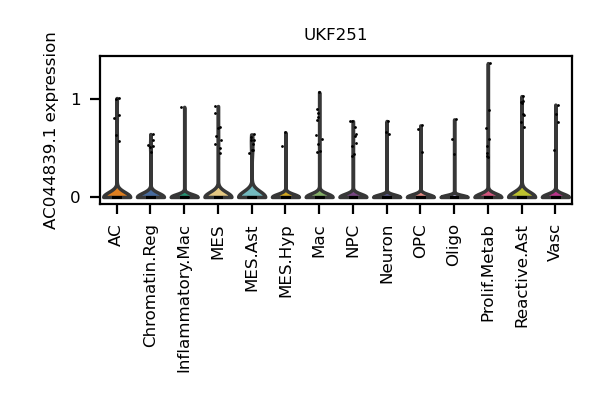 UKF251
AC044839.1 expression
1
0
AC
Chromatin.Reg
Inflammatory.Mac
MES
MES.Ast
MES.Hyp
Mac
NPC
Neuron
OPC
Oligo
Prolif.Metab
Reactive.Ast
Vasc